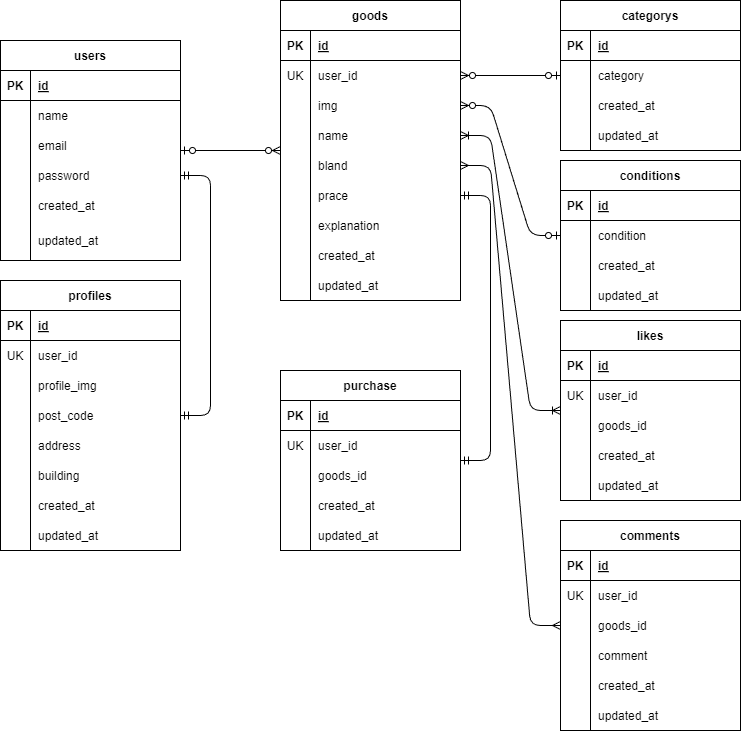 users
PK id
name
email
password
created_at
updated_at
profiles
PK id
UK user_id
profile_img
post_code
address
building
created_at
updated_at
goods
PK id
UK user_id
img
name
bland
prace
explanation
created_at
updated_at
purchase
PK id
UK user_id
goods_id
created_at
updated_at
categorys
PK id
category
created_at
updated_at
conditions
PK id
condition
created_at
updated_at
likes
PK id
UK user_id
goods_id
created_at
updated_at
comments
PK id
UK user_id
goods_id
comment
created_at
updated_at